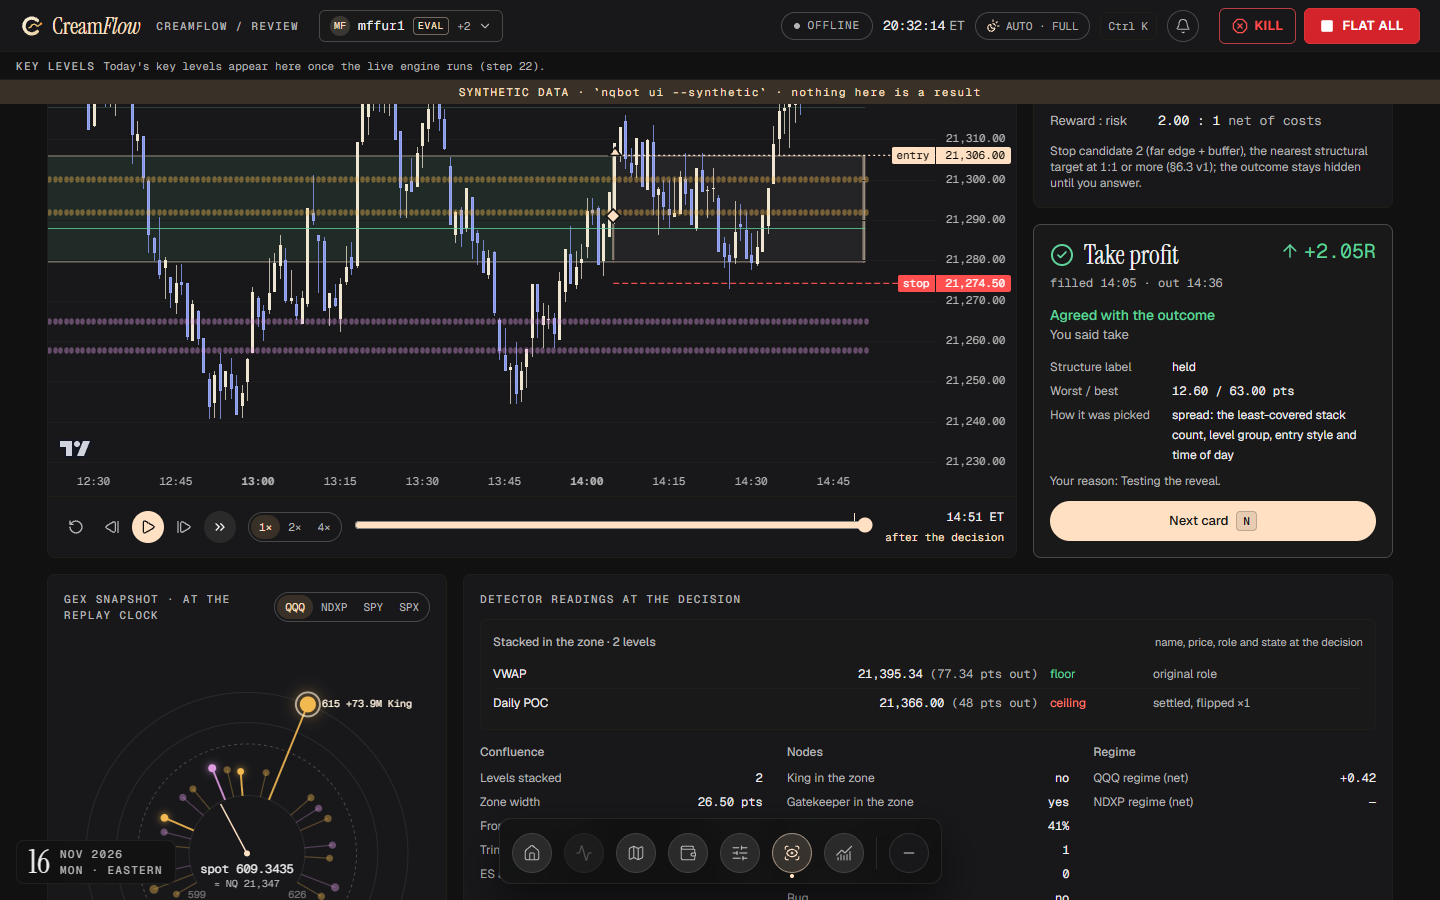 CreamFlow CREAMFLOW / REVIEW MF mffur1 EVAL +2 OFFLINE 20:32:14 ET AUTO · FULL Ctrl K KILL FLAT ALL
KEY LEVELS Today's key levels appear here once the live engine runs (step 22).
SYNTHETIC DATA · `nqbot ui --synthetic` · nothing here is a result
21,310.00
entry 21,306.00
21,300.00
21,290.00
21,280.00
stop 21,274.50
21,270.00
21,260.00
21,250.00
21,240.00
21,230.00
12:30 12:45 13:00 13:15 13:30 13:45 14:00 14:15 14:30 14:45
1× 2× 4×
14:51 ET
after the decision
Reward : risk 2.00 : 1 net of costs
Stop candidate 2 (far edge + buffer), the nearest structural
target at 1:1 or more (§6.3 v1); the outcome stays hidden
until you answer.
Take profit +2.05R
filled 14:05 · out 14:36
Agreed with the outcome
You said take
Structure label held
Worst / best 12.60 / 63.00 pts
How it was picked spread: the least-covered stack
count, level group, entry style and
time of day
Your reason: Testing the reveal.
Next card N
GEX SNAPSHOT · AT THE
REPLAY CLOCK
QQQ NDXP SPY SPX
615 +73.9M King
spot 609.3435
≈ NQ 21,347
599 626
16 NOV 2026
MON · EASTERN
DETECTOR READINGS AT THE DECISION
Stacked in the zone · 2 levels name, price, role and state at the decision
VWAP 21,395.34 (77.34 pts out) floor original role
Daily POC 21,366.00 (48 pts out) ceiling settled, flipped ×1
Confluence Nodes Regime
Levels stacked 2 King in the zone no QQQ regime (net) +0.42
Zone width 26.50 pts Gatekeeper in the zone yes NDXP regime (net) –
41%
1
ES 0
no